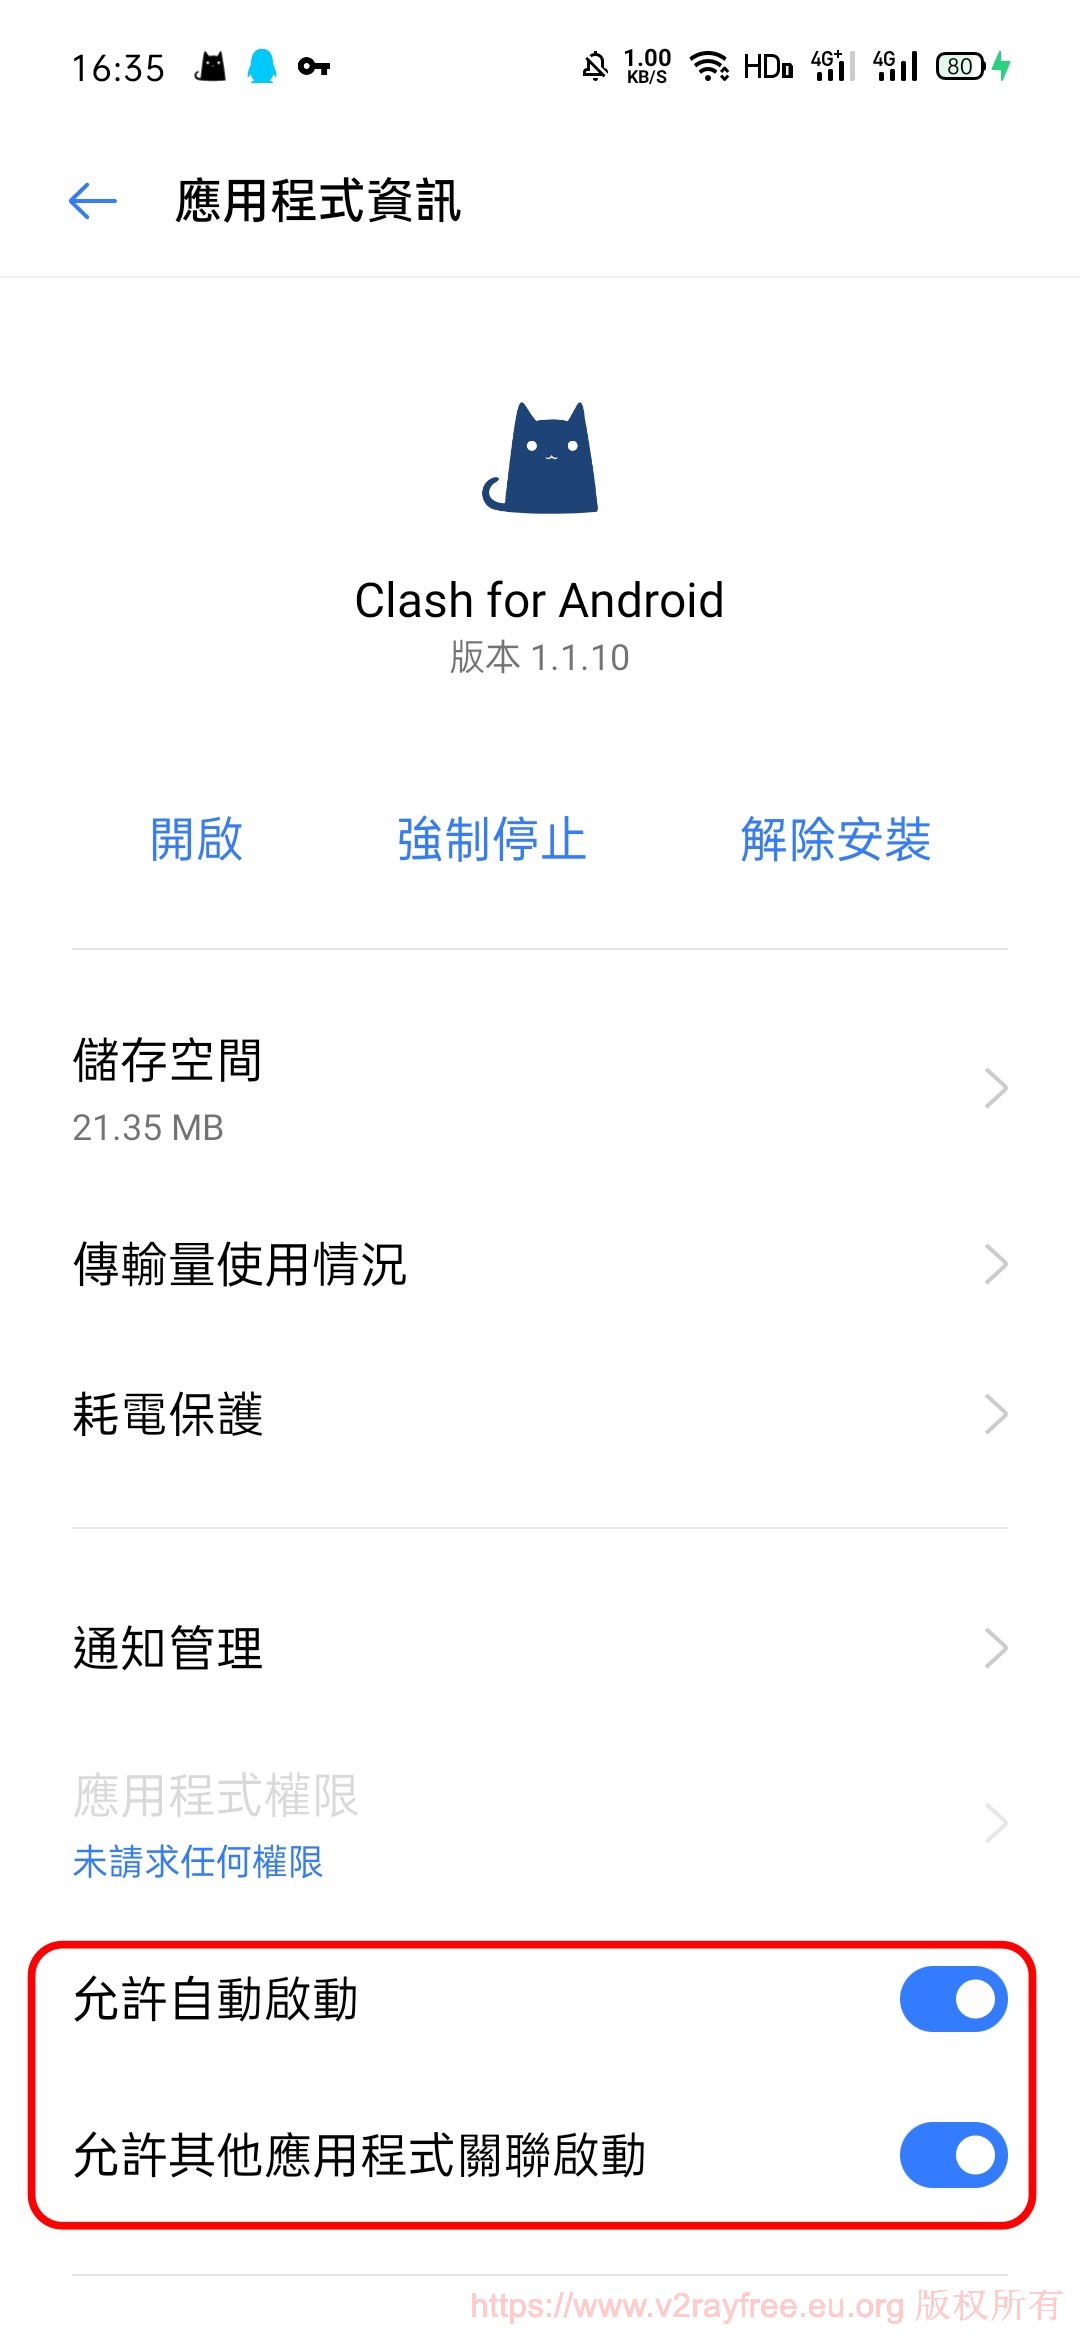 16:35 1.00 KB/S HD 4G+ 4G 80
應用程式資訊
Clash for Android
版本 1.1.10
開啟 強制停止 解除安裝
儲存空間
21.35 MB
傳輸量使用情況
耗電保護
通知管理
應用程式權限
未請求任何權限
允許自動啟動
允許其他應用程式關聯啟動
https://www.v2rayfree.eu.org 版权所有